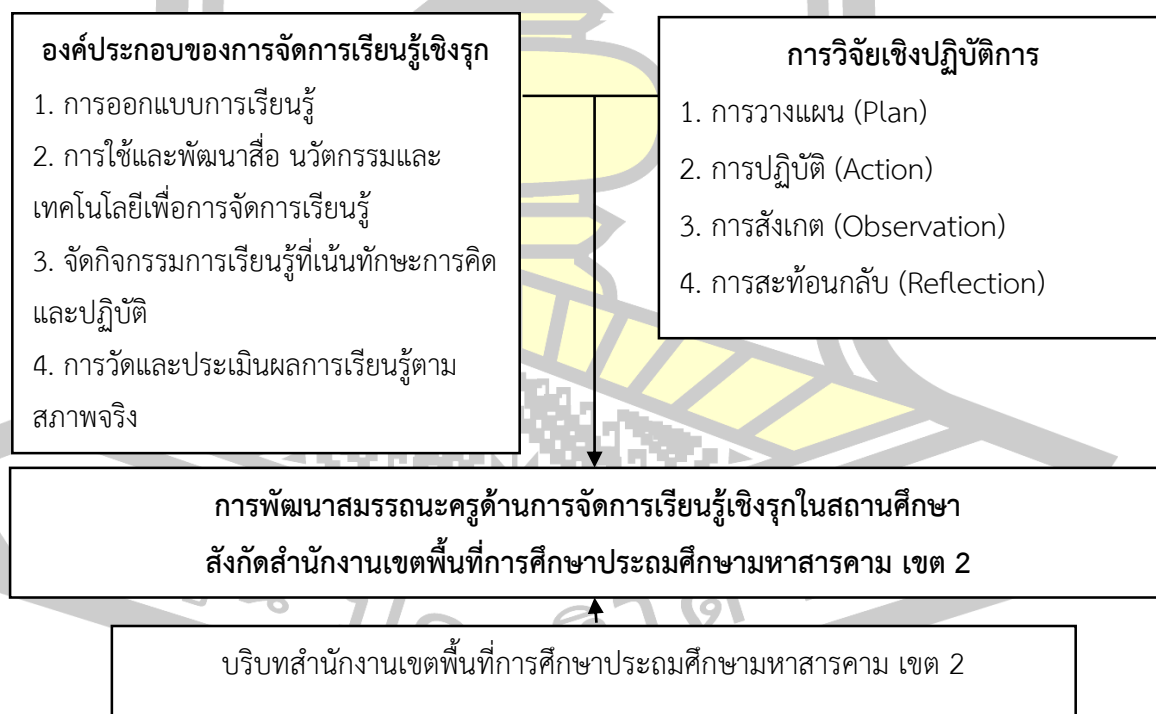 องค์ประกอบของการจัดการเรียนรู้เชิงรุก
1. การออกแบบการเรียนรู้
2. การใช้และพัฒนาสื่อ นวัตกรรมและ
เทคโนโลยีเพื่อการจัดการเรียนรู้
3. จัดกิจกรรมการเรียนรู้ที่เน้นทักษะการคิด
และปฏิบัติ
4. การวัดและประเมินผลการเรียนรู้ตาม
สภาพจริง
การวิจัยเชิงปฏิบัติการ
1. การวางแผน (Plan)
2. การปฏิบัติ (Action)
3. การสังเกต (Observation)
4. การสะท้อนกลับ (Reflection)
การพัฒนาสมรรถนะครูด้านการจัดการเรียนรู้เชิงรุกในสถานศึกษา
สังกัดสำนักงานเขตพื้นที่การศึกษาประถมศึกษามหาสารคาม เขต 2
บริบทสำนักงานเขตพื้นที่การศึกษาประถมศึกษามหาสารคาม เขต 2